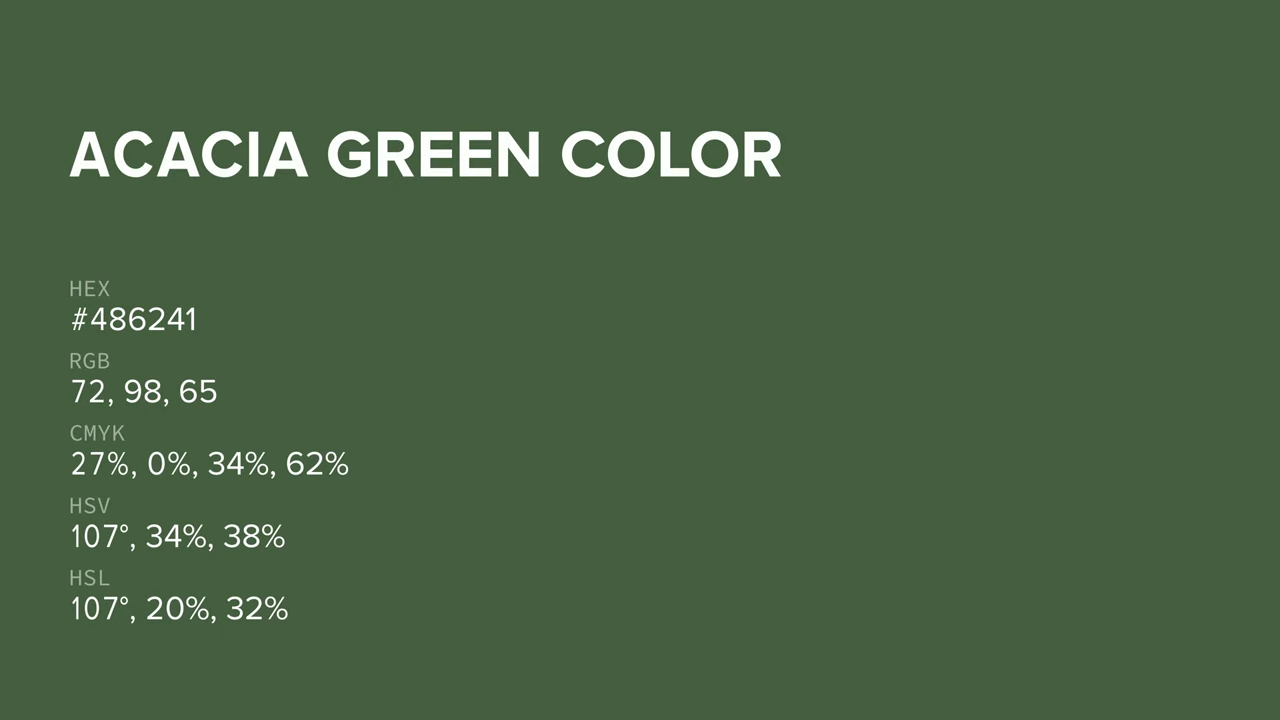 ACACIA GREEN COLOR
HEX
#486241
RGB
72, 98, 65
CMYK
27%, 0%, 34%, 62%
HSV
107°, 34%, 38%
HSL
107°, 20%, 32%